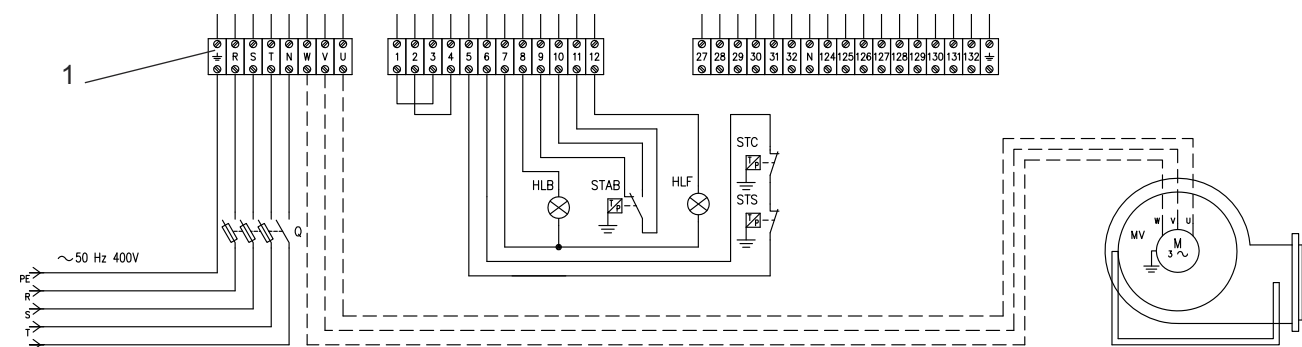 ⏚ R S T N W V U
1 2 3 4 5 6 7 8 9 10 11 12
27 28 29 30 31 32 N 124 125 126 127 128 129 130 131 132 ⏚
1
STC
T/P
HLB
STAB
HLF
T/P
STS
T/P
Q
W V U
MV
M
3 ~
~50 Hz 400V
PE
R
S
T